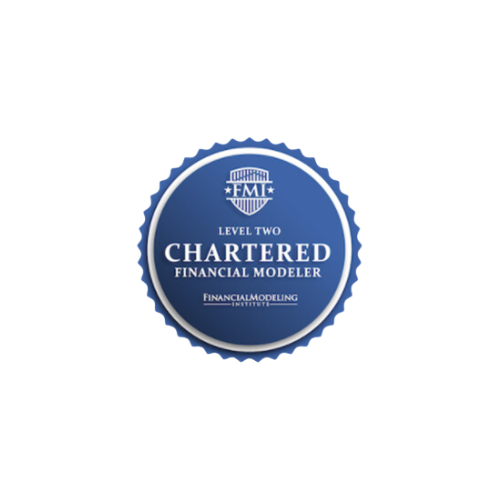 FMI
LEVEL TWO
CHARTERED
FINANCIAL MODELER
FINANCIALMODELING
INSTITUTE